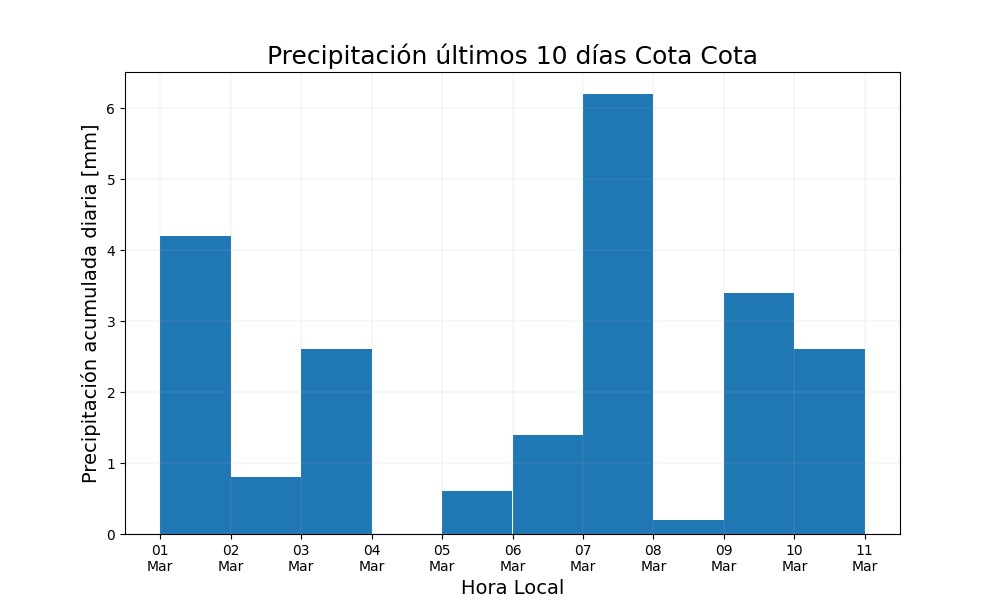 Precipitación últimos 10 días Cota Cota
Precipitación acumulada diaria [mm]
6
5
4
3
2
1
0
01 02 03 04 05 06 07 08 09 10 11
Mar Mar Mar Mar Mar Mar Mar Mar Mar Mar Mar
Hora Local